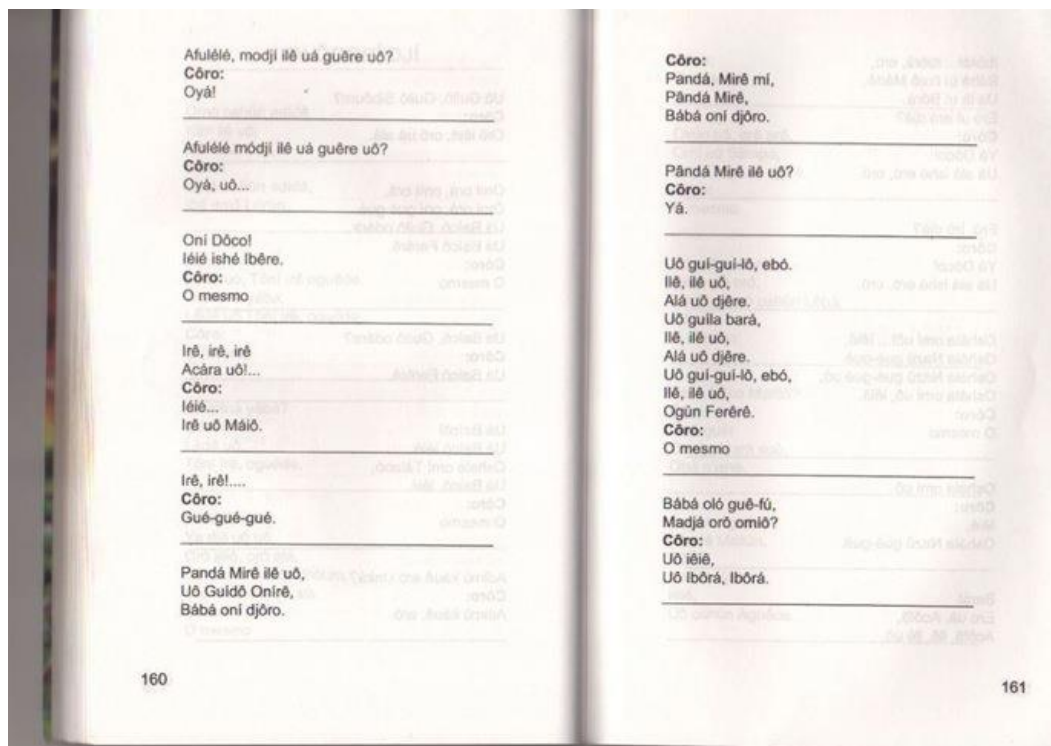 Afulélé, modjí ilê uá guêre uô?
Côro:
Oyá!
Afulélé módjí ilê uá guêre uô?
Côro:
Oyá, uô...
Oní Dôco!
Iéié ishé Ibêre.
Côro:
O mesmo
Irê, irê, irê
Acára uô!...
Côro:
Iéié...
Irê uô Máiô.
Irê, irê!....
Côro:
Gué-gué-gué.
Pandá Mirê ilê uô,
Uô Guídô Onírê,
Bábá oní djôro.
160
Côro:
Pandá, Mirê mí,
Pândá Mirê,
Bábá oní djôro.
Pândá Mirê ilê uô?
Côro:
Yá.
Uô guí-guí-lô, ebó.
Ilê, ilê uô,
Alá uô djêre.
Uô guíla bará,
Ilê, ilê uô,
Alá uô djêre.
Uô guí-guí-lô, ebó,
Ilê, ilê uô,
Ogûn Ferêrê.
Côro:
O mesmo
Bábá oló guê-fú,
Madjá orô omiô?
Côro:
Uô iêiê,
Uô Ibôrá, Ibôrá.
161